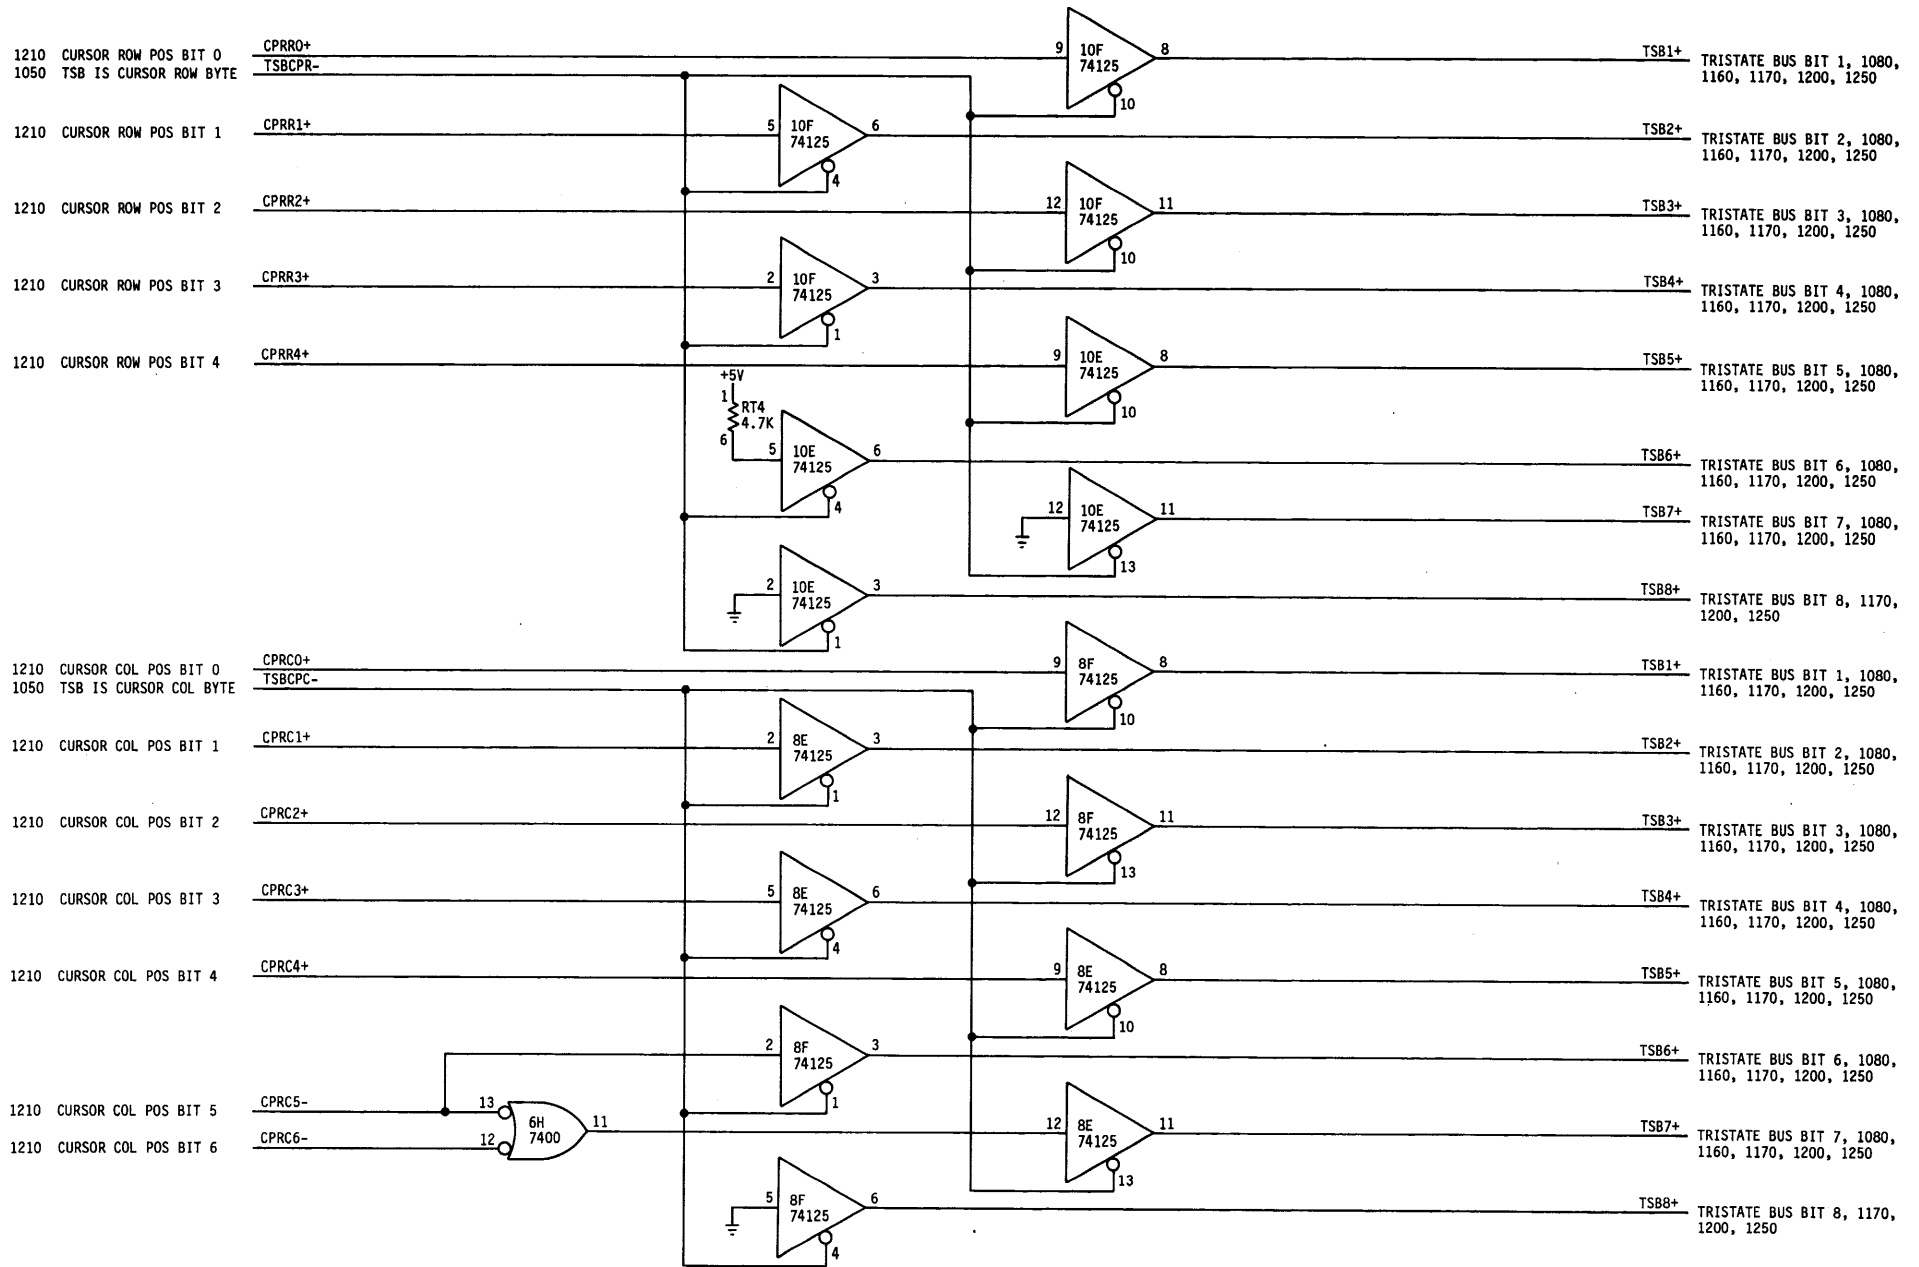 1210 CURSOR ROW POS BIT 0 CPRR0+ 9 10F 74125 8 10 TSB1+ TRISTATE BUS BIT 1, 1080,
1160, 1170, 1200, 1250
1050 TSB IS CURSOR ROW BYTE TSBCPR-
1210 CURSOR ROW POS BIT 1 CPRR1+ 5 10F 74125 6 4 TSB2+ TRISTATE BUS BIT 2, 1080,
1160, 1170, 1200, 1250
1210 CURSOR ROW POS BIT 2 CPRR2+ 12 10F 74125 11 10 TSB3+ TRISTATE BUS BIT 3, 1080,
1160, 1170, 1200, 1250
1210 CURSOR ROW POS BIT 3 CPRR3+ 2 10F 74125 3 1 TSB4+ TRISTATE BUS BIT 4, 1080,
1160, 1170, 1200, 1250
1210 CURSOR ROW POS BIT 4 CPRR4+ 9 10E 74125 8 10 TSB5+ TRISTATE BUS BIT 5, 1080,
1160, 1170, 1200, 1250
+5V
1 RT4
4.7K
6 5 10E 74125 6 4 TSB6+ TRISTATE BUS BIT 6, 1080,
1160, 1170, 1200, 1250
12 10E 74125 11 13 TSB7+ TRISTATE BUS BIT 7, 1080,
1160, 1170, 1200, 1250
2 10E 74125 3 1 TSB8+ TRISTATE BUS BIT 8, 1170,
1200, 1250
1210 CURSOR COL POS BIT 0 CPRC0+ 9 8F 74125 8 10 TSB1+ TRISTATE BUS BIT 1, 1080,
1160, 1170, 1200, 1250
1050 TSB IS CURSOR COL BYTE TSBCPC-
1210 CURSOR COL POS BIT 1 CPRC1+ 2 8E 74125 3 1 TSB2+ TRISTATE BUS BIT 2, 1080,
1160, 1170, 1200, 1250
1210 CURSOR COL POS BIT 2 CPRC2+ 12 8F 74125 11 13 TSB3+ TRISTATE BUS BIT 3, 1080,
1160, 1170, 1200, 1250
1210 CURSOR COL POS BIT 3 CPRC3+ 5 8E 74125 6 4 TSB4+ TRISTATE BUS BIT 4, 1080,
1160, 1170, 1200, 1250
1210 CURSOR COL POS BIT 4 CPRC4+ 9 8E 74125 8 10 TSB5+ TRISTATE BUS BIT 5, 1080,
1160, 1170, 1200, 1250
2 8F 74125 3 1 TSB6+ TRISTATE BUS BIT 6, 1080,
1160, 1170, 1200, 1250
1210 CURSOR COL POS BIT 5 CPRC5- 13 6H 7400 11 12 8E 74125 11 13 TSB7+ TRISTATE BUS BIT 7, 1080,
1160, 1170, 1200, 1250
1210 CURSOR COL POS BIT 6 CPRC6- 12
5 8F 74125 6 4 TSB8+ TRISTATE BUS BIT 8, 1170,
1200, 1250